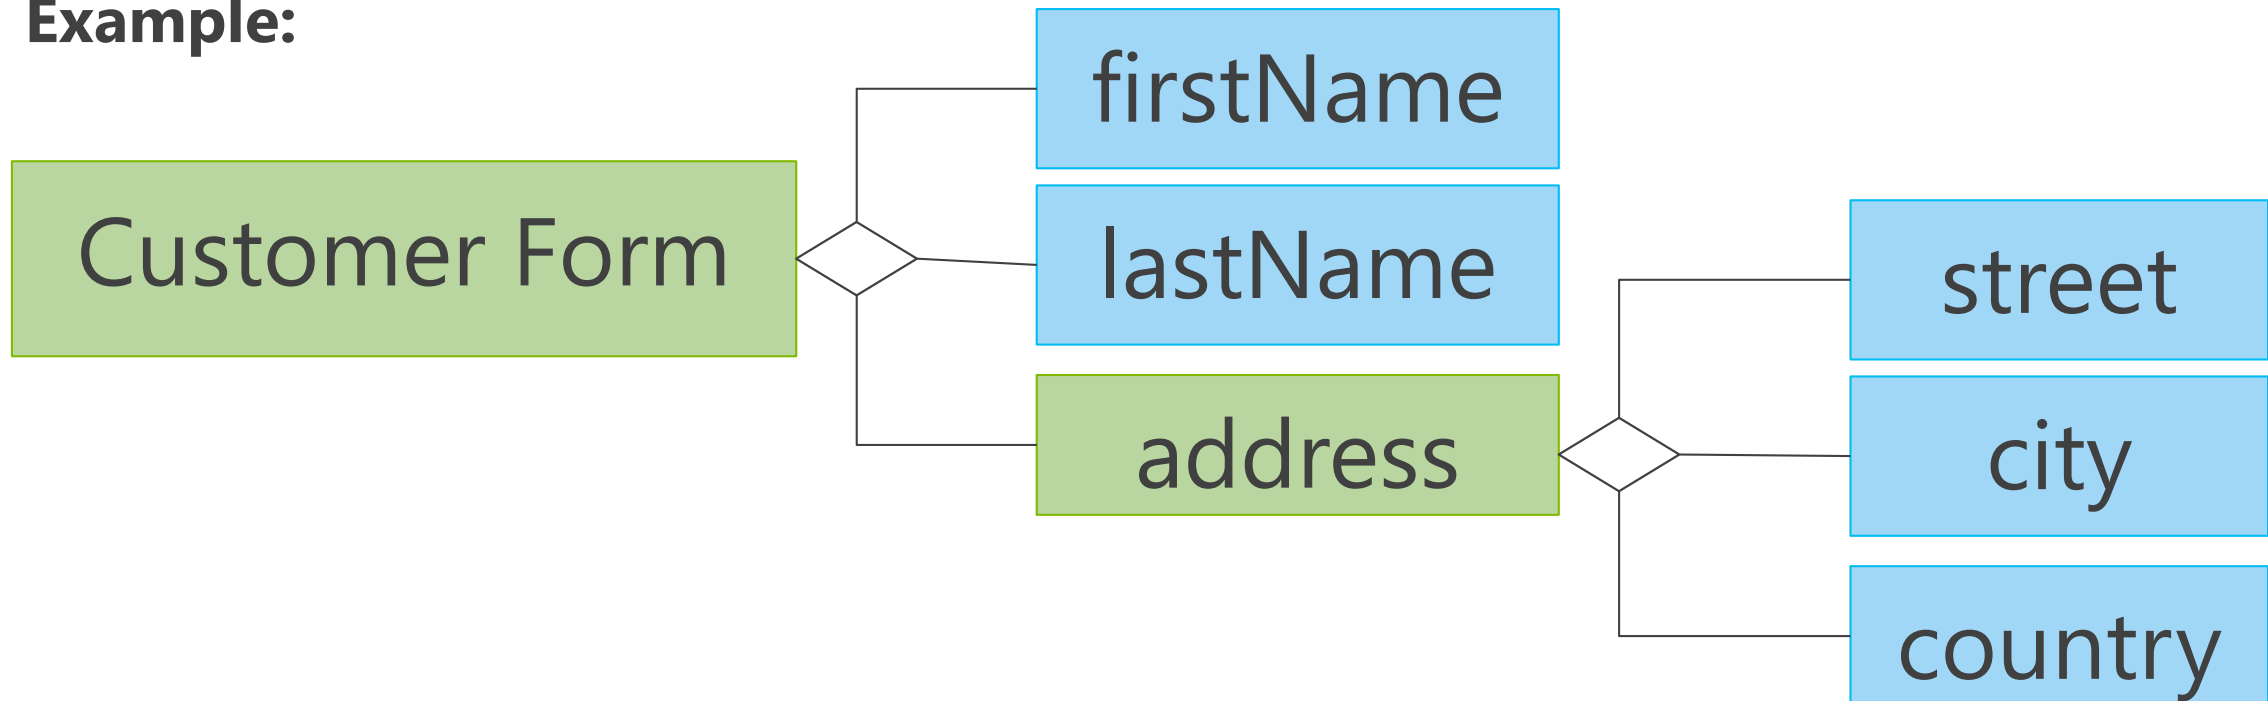 Example:
firstName
Customer Form
lastName
street
address
city
country